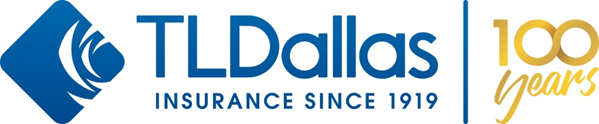 TLDallas
INSURANCE SINCE 1919
100
years